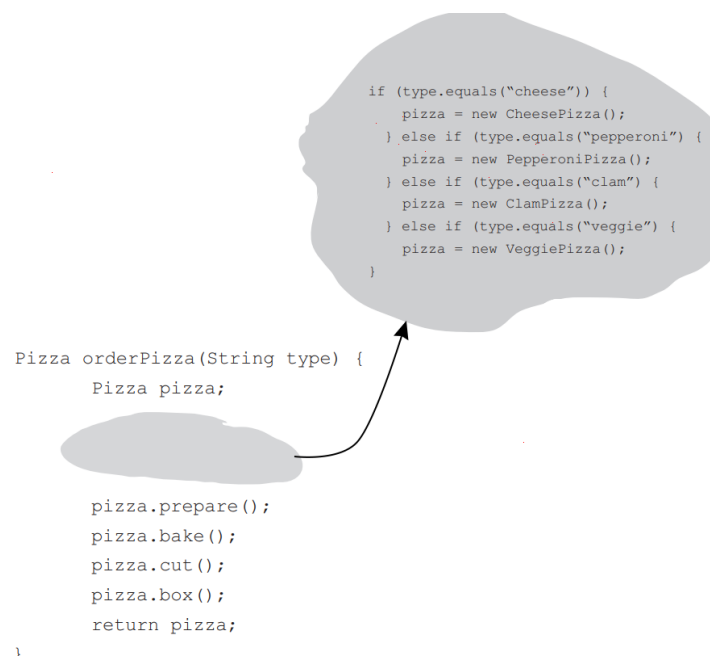 if (type.equals(“cheese”)) {
pizza = new CheesePizza();
} else if (type.equals(“pepperoni”) {
pizza = new PepperoniPizza();
} else if (type.equals(“clam”) {
pizza = new ClamPizza();
} else if (type.equals(“veggie”) {
pizza = new VeggiePizza();
}
Pizza orderPizza(String type) {
Pizza pizza;
pizza.prepare();
pizza.bake();
pizza.cut();
pizza.box();
return pizza;
}